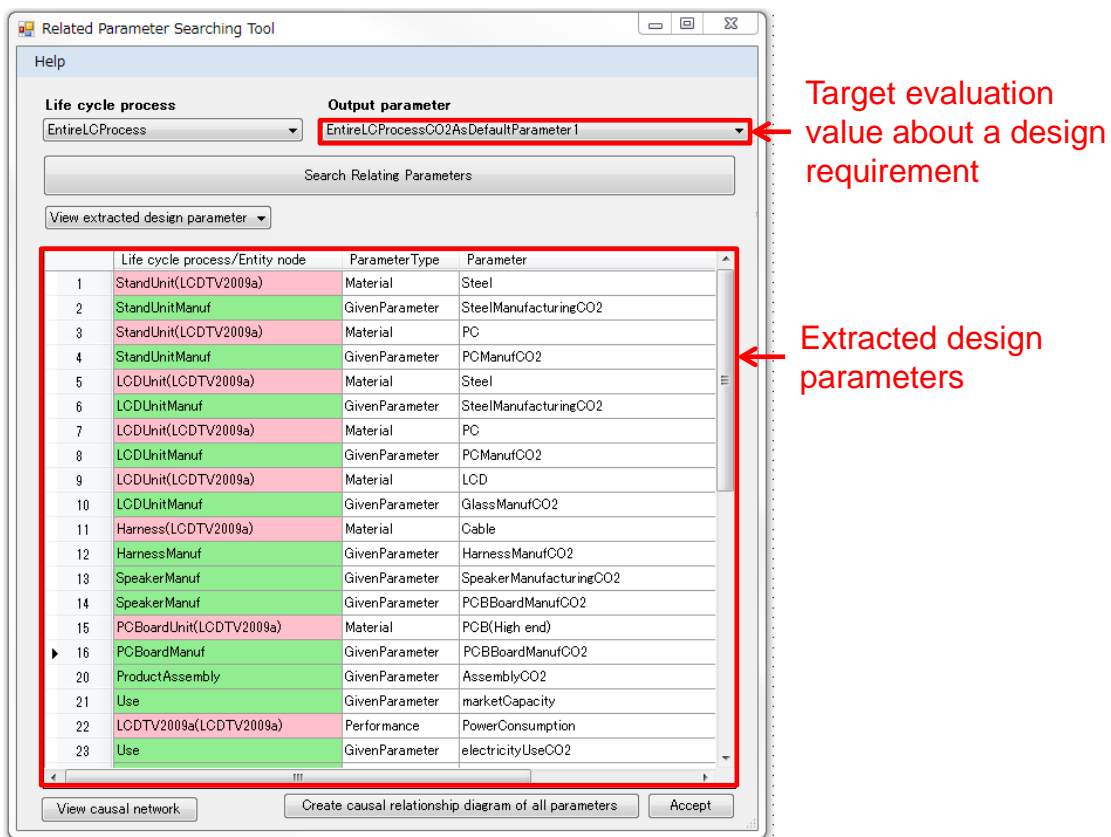 Related Parameter Searching Tool
Help
Life cycle process Output parameter
EntireLCProcess EntireLCProcessCO2AsDefaultParameter1
Target evaluation
value about a design
requirement
Search Relating Parameters
View extracted design parameter
Life cycle process/Entity node ParameterType Parameter
1 StandUnit(LCDTV2009a) Material Steel
2 StandUnitManuf GivenParameter SteelManufacturingCO2
3 StandUnit(LCDTV2009a) Material PC
4 StandUnitManuf GivenParameter PCManufCO2
5 LCDUnit(LCDTV2009a) Material Steel
6 LCDUnitManuf GivenParameter SteelManufacturingCO2
7 LCDUnit(LCDTV2009a) Material PC
8 LCDUnitManuf GivenParameter PCManufCO2
9 LCDUnit(LCDTV2009a) Material LCD
10 LCDUnitManuf GivenParameter GlassManufCO2
11 Harness(LCDTV2009a) Material Cable
12 HarnessManuf GivenParameter HarnessManufCO2
13 SpeakerManuf GivenParameter SpeakerManufacturingCO2
14 SpeakerManuf GivenParameter PCBBoardManufCO2
15 PCBoardUnit(LCDTV2009a) Material PCB(High end)
16 PCBoardManuf GivenParameter PCBBoardManufCO2
20 ProductAssembly GivenParameter AssemblyCO2
21 Use GivenParameter marketCapacity
22 LCDTV2009a(LCDTV2009a) Performance PowerConsumption
23 Use GivenParameter electricityUseCO2
Extracted design
parameters
View causal network Create causal relationship diagram of all parameters Accept